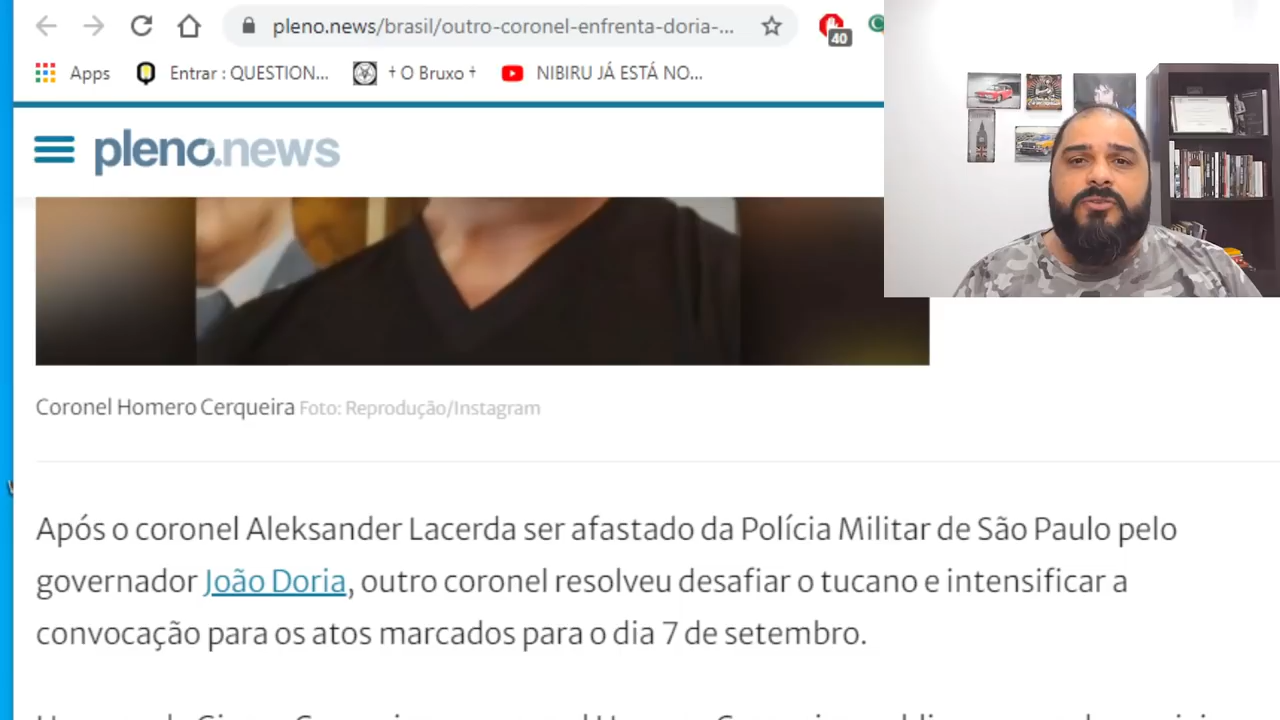 pleno.news/brasil/outro-coronel-enfrenta-doria-...
40
Apps
Entrar : QUESTION...
† O Bruxo †
NIBIRU JÁ ESTÁ NO...
pleno.news
Coronel Homero Cerqueira Foto: Reprodução/Instagram
Após o coronel Aleksander Lacerda ser afastado da Polícia Militar de São Paulo pelo
governador João Doria, outro coronel resolveu desafiar o tucano e intensificar a
convocação para os atos marcados para o dia 7 de setembro.